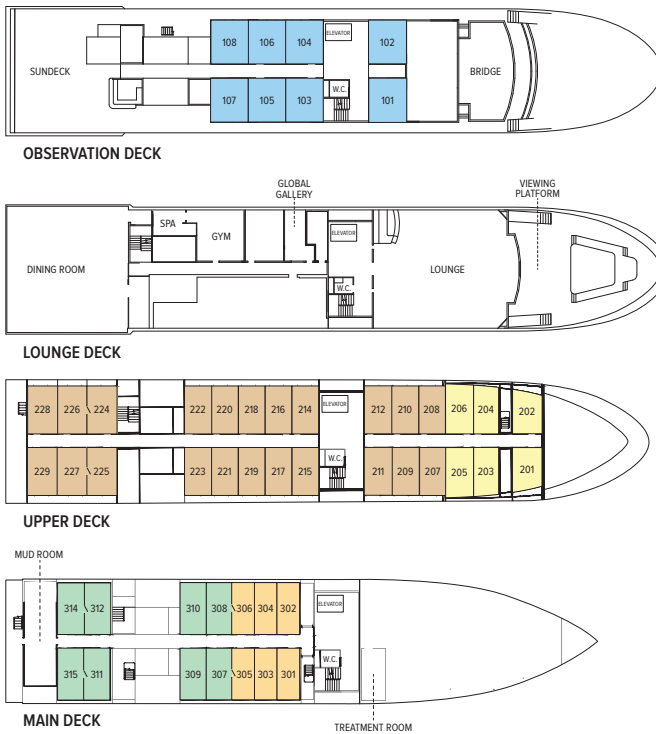 108 106 104 ELEVATOR 102
SUNDECK BRIDGE
W.C.
107 105 103 101
OBSERVATION DECK
GLOBAL GALLERY
VIEWING PLATFORM
SPA
GYM
ELEVATOR
DINING ROOM LOUNGE
W.C.
LOUNGE DECK
228 226 224 222 220 218 216 214 ELEVATOR 212 210 208 206 204 202
W.C.
229 227 225 223 221 219 217 215 211 209 207 205 203 201
UPPER DECK
MUD ROOM
314 312 310 308 306 304 302 ELEVATOR
W.C.
315 311 309 307 305 303 301
MAIN DECK
TREATMENT ROOM